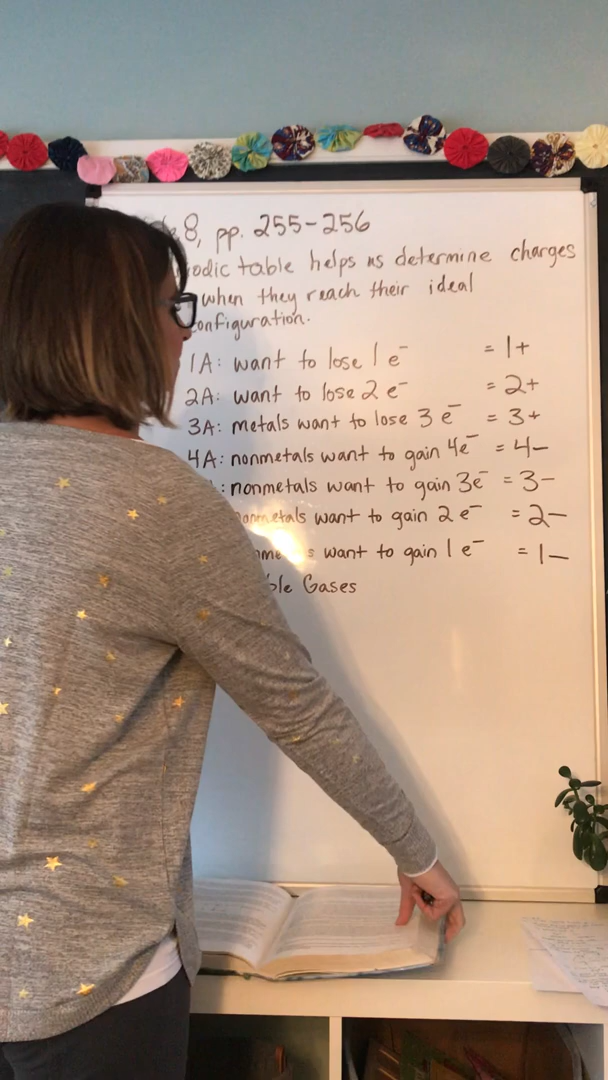 8, pp. 255-256
odic table helps us determine charges
when they reach their ideal
onfiguration.
1A: want to lose 1 e⁻ = 1+
2A: want to lose 2 e⁻ = 2+
3A: metals want to lose 3 e⁻ = 3+
4A: nonmetals want to gain 4e⁻ = 4-
: nonmetals want to gain 3e⁻ = 3-
onmetals want to gain 2 e⁻ = 2-
s want to gain 1 e⁻ = 1-
ble Gases